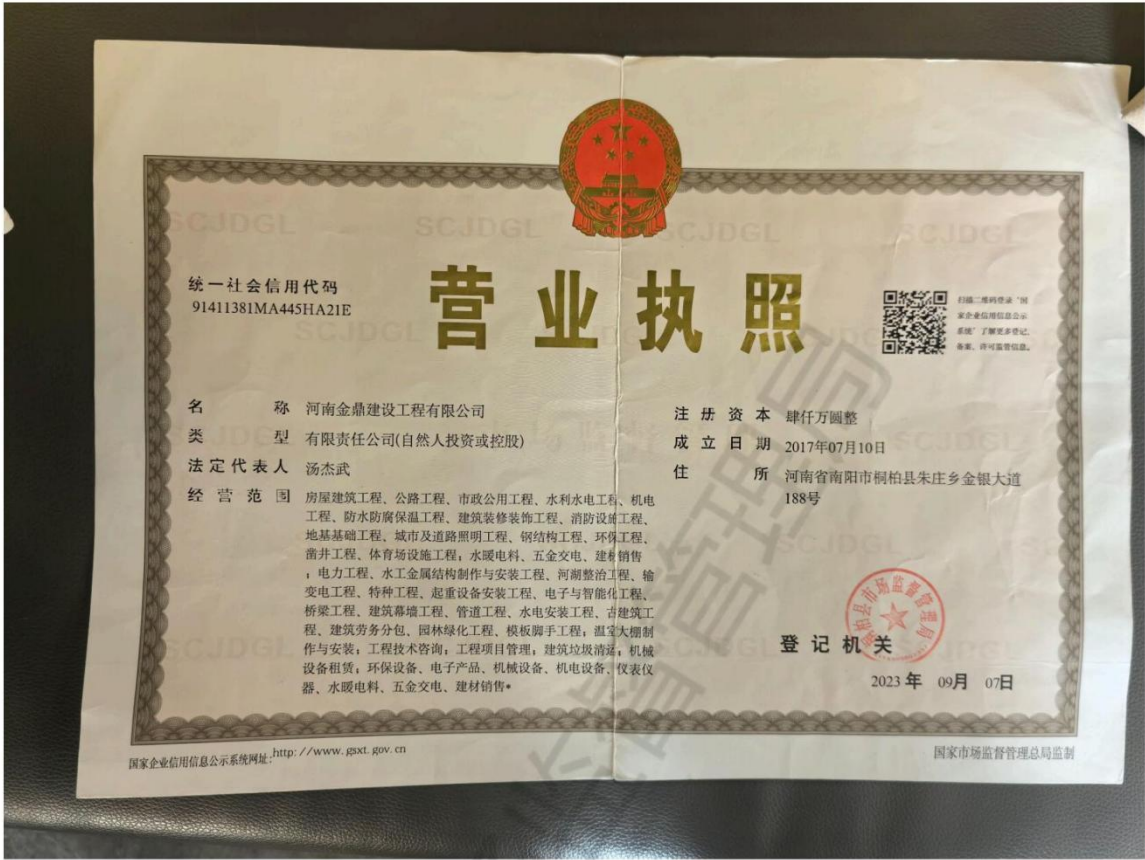 统一社会信用代码
91411381MA445HA21E
营业执照
扫描二维码登录‘国
家企业信用信息公示
系统’了解更多登记、
备案、许可监管信息。
名称 河南金鼎建设工程有限公司
类型 有限责任公司(自然人投资或控股)
法定代表人 汤杰武
经营范围 房屋建筑工程、公路工程、市政公用工程、水利水电工程、机电
工程、防水防腐保温工程、建筑装修装饰工程、消防设施工程、
地基基础工程、城市及道路照明工程、钢结构工程、环保工程、
凿井工程、体育场设施工程；水暖电料、五金交电、建材销售
；电力工程、水工金属结构制作与安装工程、河湖整治工程、输
变电工程、特种工程、起重设备安装工程、电子与智能化工程、
桥梁工程、建筑幕墙工程、管道工程、水电安装工程、古建筑工
程、建筑劳务分包、园林绿化工程、模板脚手工程；温室大棚制
作与安装；工程技术咨询；工程项目管理；建筑垃圾清运；机械
设备租赁；环保设备、电子产品、机械设备、机电设备、仪表仪
器、水暖电料、五金交电、建材销售*
注册资本 肆仟万圆整
成立日期 2017年07月10日
住所 河南省南阳市桐柏县朱庄乡金银大道
188号
桐柏县市场监督管理局
登记机关
2023年 09月 07日
国家企业信用信息公示系统网址:http://www.gsxt.gov.cn
国家市场监督管理总局监制
SCJDGL SCJDGL SCJDGL SCJDGL
监督管理局